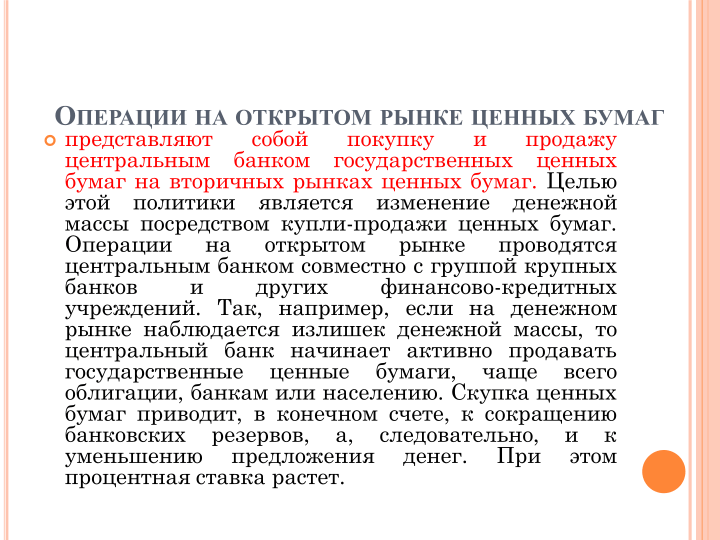 Операции на открытом рынке ценных бумаг
представляют собой покупку и продажу
центральным банком государственных ценных
бумаг на вторичных рынках ценных бумаг. Целью
этой политики является изменение денежной
массы посредством купли-продажи ценных бумаг.
Операции на открытом рынке проводятся
центральным банком совместно с группой крупных
банков и других финансово-кредитных
учреждений. Так, например, если на денежном
рынке наблюдается излишек денежной массы, то
центральный банк начинает активно продавать
государственные ценные бумаги, чаще всего
облигации, банкам или населению. Скупка ценных
бумаг приводит, в конечном счете, к сокращению
банковских резервов, а, следовательно, и к
уменьшению предложения денег. При этом
процентная ставка растет.